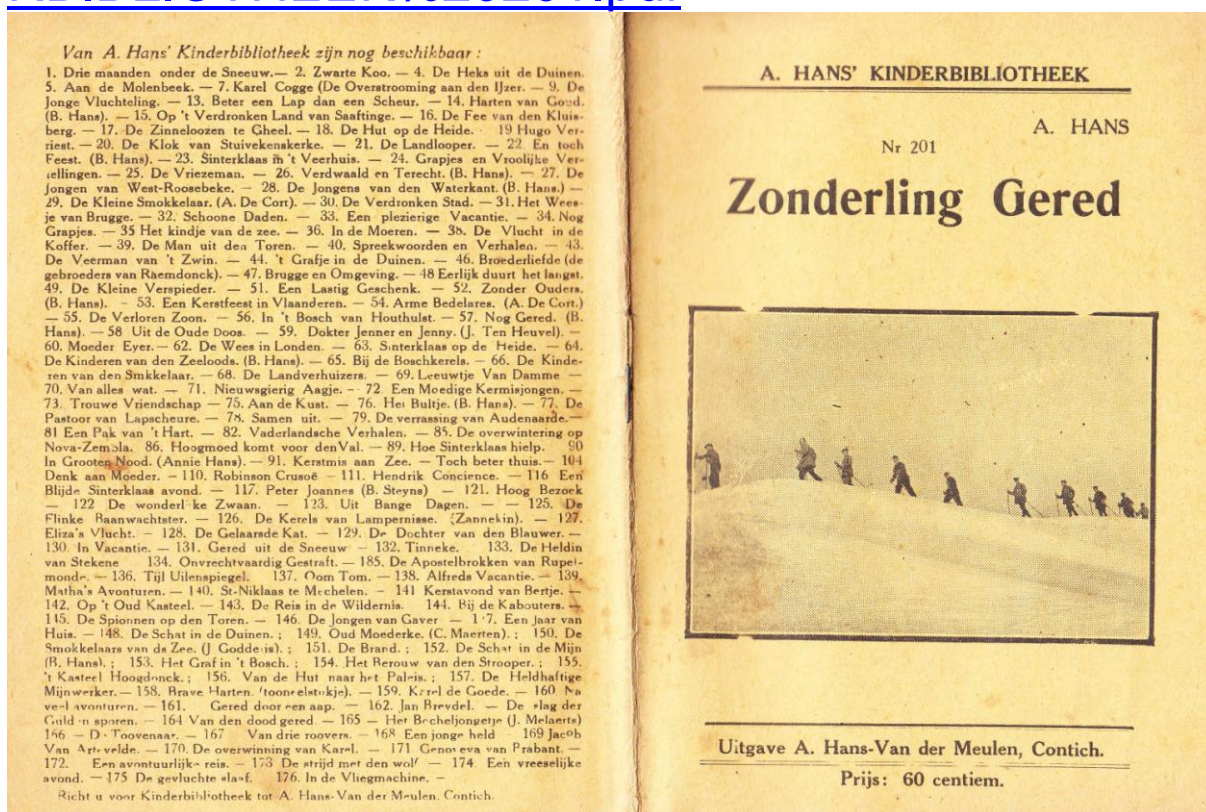 Van A. Hans' Kinderbibliotheek zijn nog beschikbaar :
1. Drie maanden onder de Sneeuw.— 2. Zwarte Koo. — 4. De Heks uit de Duinen.
5. Aan de Molenbeek. — 7. Karel Cogge (De Overstrooming aan den IJzer. — 9. De
Jonge Vluchteling. — 13. Beter een Lap dan een Scheur. — 14. Harten van Goud.
(B. Hans). — 15. Op 't Verdronken Land van Saaftinge. — 16. De Fee van den Kluis-
berg. — 17. De Zinneloozen te Gheel. — 18. De Hut op de Heide. 19 Hugo Ver-
riest. — 20. De Klok van Stuivekenskerke. — 21. De Landlooper. — 22 En toch
Feest. (B. Hans). — 23. Sinterklaas in 't Veerhuis. — 24. Grapjes en Vroolijke Ver-
tellingen. — 25. De Vriezeman. — 26. Verdwaald en Terecht. (B. Hans). — 27. De
Jongen van West-Roosebeke. — 28. De Jongens van den Waterkant. (B. Hans.) —
29. De Kleine Smokkelaar. (A. De Cort). — 30. De Verdronken Stad. — 31. Het Wees-
je van Brugge. — 32. Schoone Daden. — 33. Een plezierige Vacantie. — 34. Nog
Grapjes. — 35 Het kindje van de zee. — 36. In de Moeren. — 38. De Vlucht in de
Koffer. — 39. De Man uit den Toren. — 40. Spreekwoorden en Verhalen. — 43.
De Veerman van 't Zwin. — 44. 't Grafje in de Duinen. — 46. Broederliefde (de
gebroeders van Raemdonck). — 47. Brugge en Omgeving. — 48 Eerlijk duurt het langst.
49. De Kleine Verspieder. — 51. Een Lastig Geschenk. — 52. Zonder Ouders.
(B. Hans). — 53. Een Kerstfeest in Vlaanderen. — 54. Arme Bedelares. (A. De Cort.)
— 55. De Verloren Zoon. — 56. In 't Bosch van Houthulst. — 57. Nog Gered. (B.
Hans). — 58 Uit de Oude Doos. — 59. Dokter Jenner en Jenny. (J. Ten Heuvel). —
60. Moeder Eyer. — 62. De Wees in Londen. — 63. Sinterklaas op de Heide. — 64.
De Kinderen van den Zeeloods. (B. Hans). — 65. Bij de Boschkerels. — 66. De Kinde-
ren van den Smkkelaar. — 68. De Landverhuizers. — 69. Leeuwtje Van Damme —
70. Van alles wat. — 71. Nieuwsgierig Aagje. — 72 Een Moedige Kermisjongen. —
73. Trouwe Vriendschap — 75. Aan de Kust. — 76. Het Bultje. (B. Hans). — 77. De
Pastoor van Lapscheure. — 78. Samen uit. — 79. De verrassing van Audenaarde.—
81 Een Pak van 't Hart. — 82. Vaderlandsche Verhalen. — 85. De overwintering op
Nova-Zembla. 86. Hoogmoed komt voor den Val. — 89. Hoe Sinterklaas hielp. 90
In Grooten Nood. (Annie Hans). — 91. Kerstmis aan Zee. — Toch beter thuis.— 104
Denk aan Moeder. — 110. Robinson Crusoë — 111. Hendrik Concience. — 116 Een
Blijde Sinterklaas avond. — 117. Peter Joannes (B. Steyns) — 121. Hoog Bezoek
— 122 De wonderl ke Zwaan. — 123. Uit Bange Dagen. — — 125. De
Flinke Baanwachtster. — 126. De Kerels van Lampernisse. (Zannekin). — 127.
Eliza's Vlucht. — 128. De Gelaarsde Kat. — 129. De Dochter van den Blauwer. —
130. In Vacantie. — 131. Gered uit de Sneeuw — 132. Tinneke. 133. De Heldin
van Stekene 134. Onvrechtvaardig Gestraft. — 185. De Apostelbrokken van Rupel-
monde. — 136. Tijl Uilenspiegel. 137. Oom Tom. — 138. Alfreds Vacantie. — 139.
Matha's Avonturen. — 140. St-Niklaas te Mechelen. — 141 Kerstavond van Bertje. —
142. Op 't Oud Kasteel. — 143. De Reis in de Wildernis. 144. Bij de Kabouters. —
145. De Spionnen op den Toren. — 146. De Jongen van Gaver — 1 7. Een Jaar van
Huis. — 148. De Schat in de Duinen. ; 149. Oud Moederke. (C. Maerten). ; 150. De
Smokkelaars van de Zee. (J Goddeeris). ; 151. De Brand. ; 152. De Schat in de Mijn
(B. Hans). ; 153. Het Graf in 't Bosch. ; 154. Het Berouw van den Strooper. ; 155.
't Kasteel Hoogdonck. ; 156. Van de Hut naar het Paleis. ; 157. De Heldhaftige
Mijnwerker. — 158. Brave Harten. (tooneelstukje). — 159. Karel de Goede. — 160 Na
veel avonturen. — 161. Gered door een aap. — 162. Jan Breydel. — De slag der
Guld n sporen. — 164 Van den dood gered — 165 — Het Becheljongetje (J. Melaerts)
166 — D Toovenaar. — 167 Van drie roovers. — 168 Een jonge held 169 Jacob
Van Artevelde. — 170. De overwinning van Karel. — 171 Genoveva van Brabant. —
172. Een avontuurlijke reis. — 173 De strijd met den wolf — 174. Een vreeselijke
avond. — 175 De gevluchte slaaf. 176. In de Vliegmachine. —
Richt u voor Kinderbibliotheek tot A. Hans-Van der Meulen. Contich.
A. HANS' KINDERBIBLIOTHEEK
A. HANS
Nr 201
Zonderling Gered
Uitgave A. Hans-Van der Meulen, Contich.
Prijs: 60 centiem.